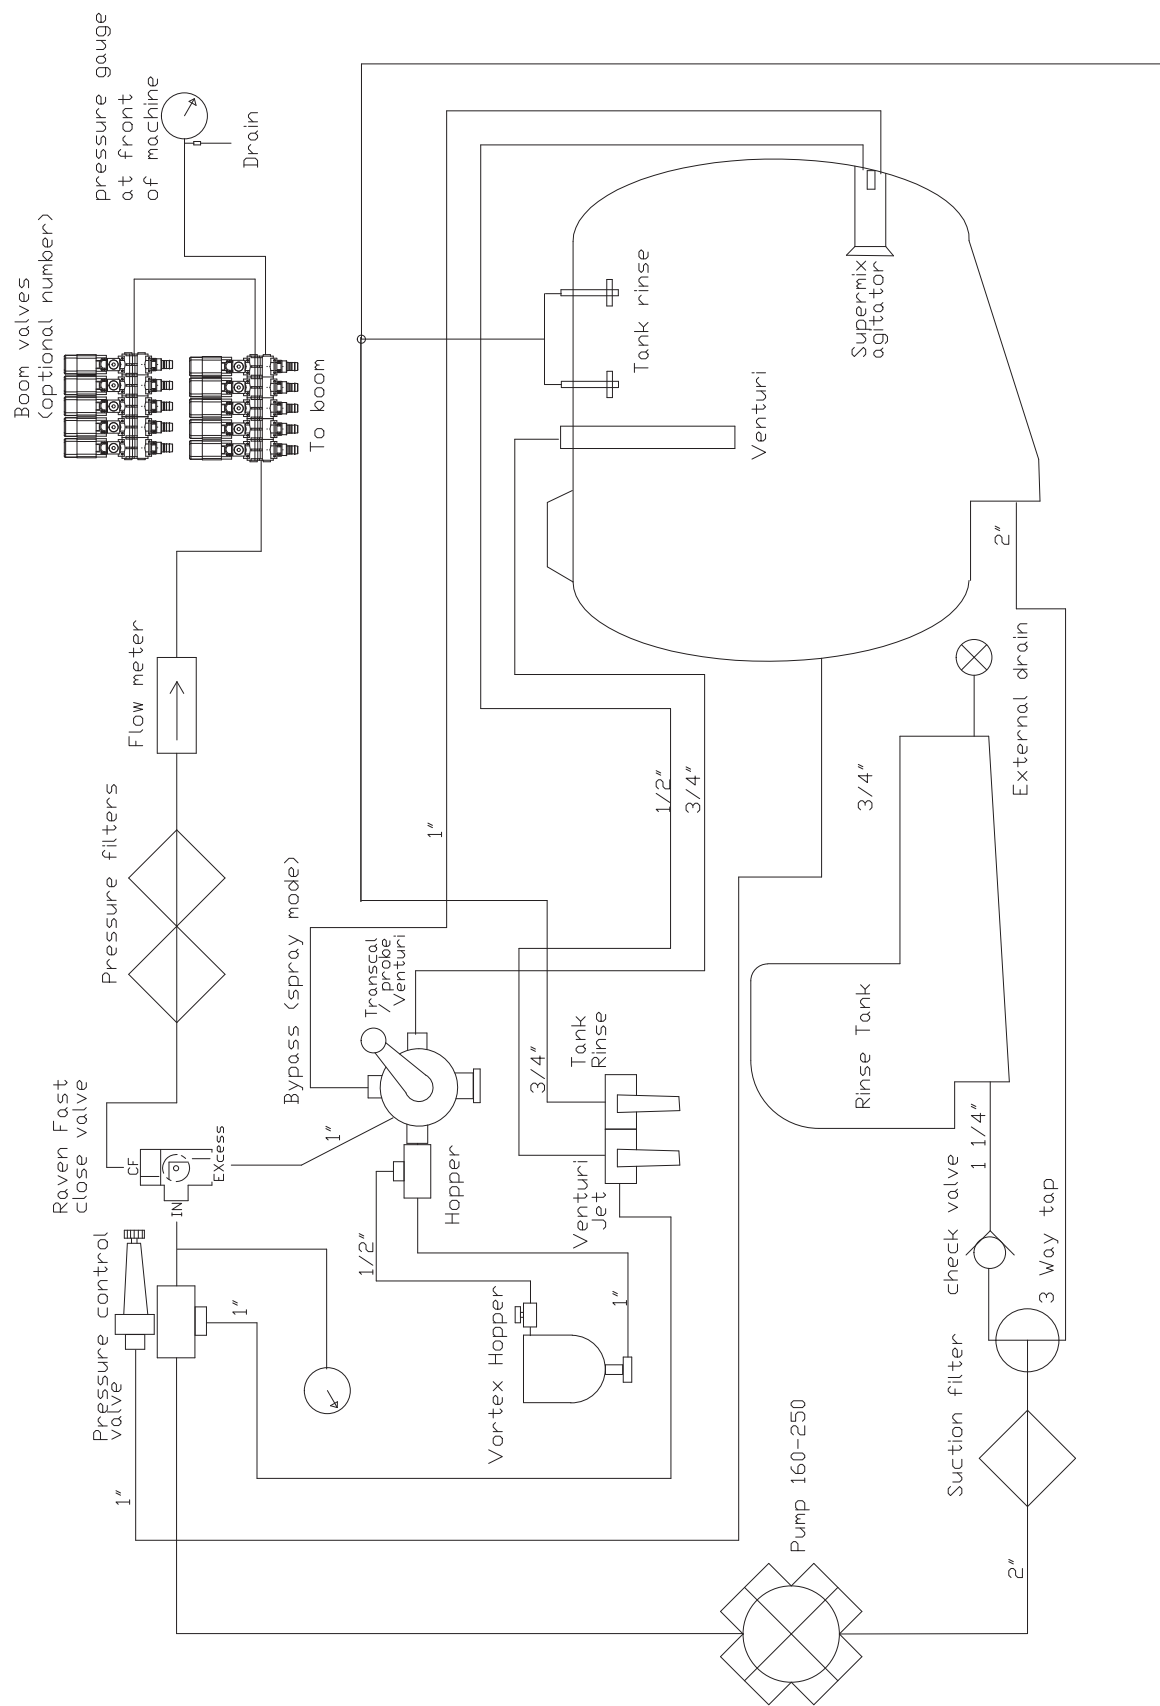 Boom valves
(optional number)
pressure gauge
at front
of machine
Drain
To boom
Flow meter
Pressure filters
Raven Fast
close valve
CF
IN
EXcess
Pressure control
valve
1"
1"
Bypass (spray mode)
1"
Transcal
/ probe
Venturi
1"
Hopper
1/2"
1"
Vortex Hopper
Venturi
Jet
Tank
Rinse
3/4"
1/2"
3/4"
Tank rinse
Venturi
Supermix
agitator
3/4"
2"
External drain
Rinse Tank
1 1/4"
check valve
3 Way tap
Suction filter
2"
Pump 160-250